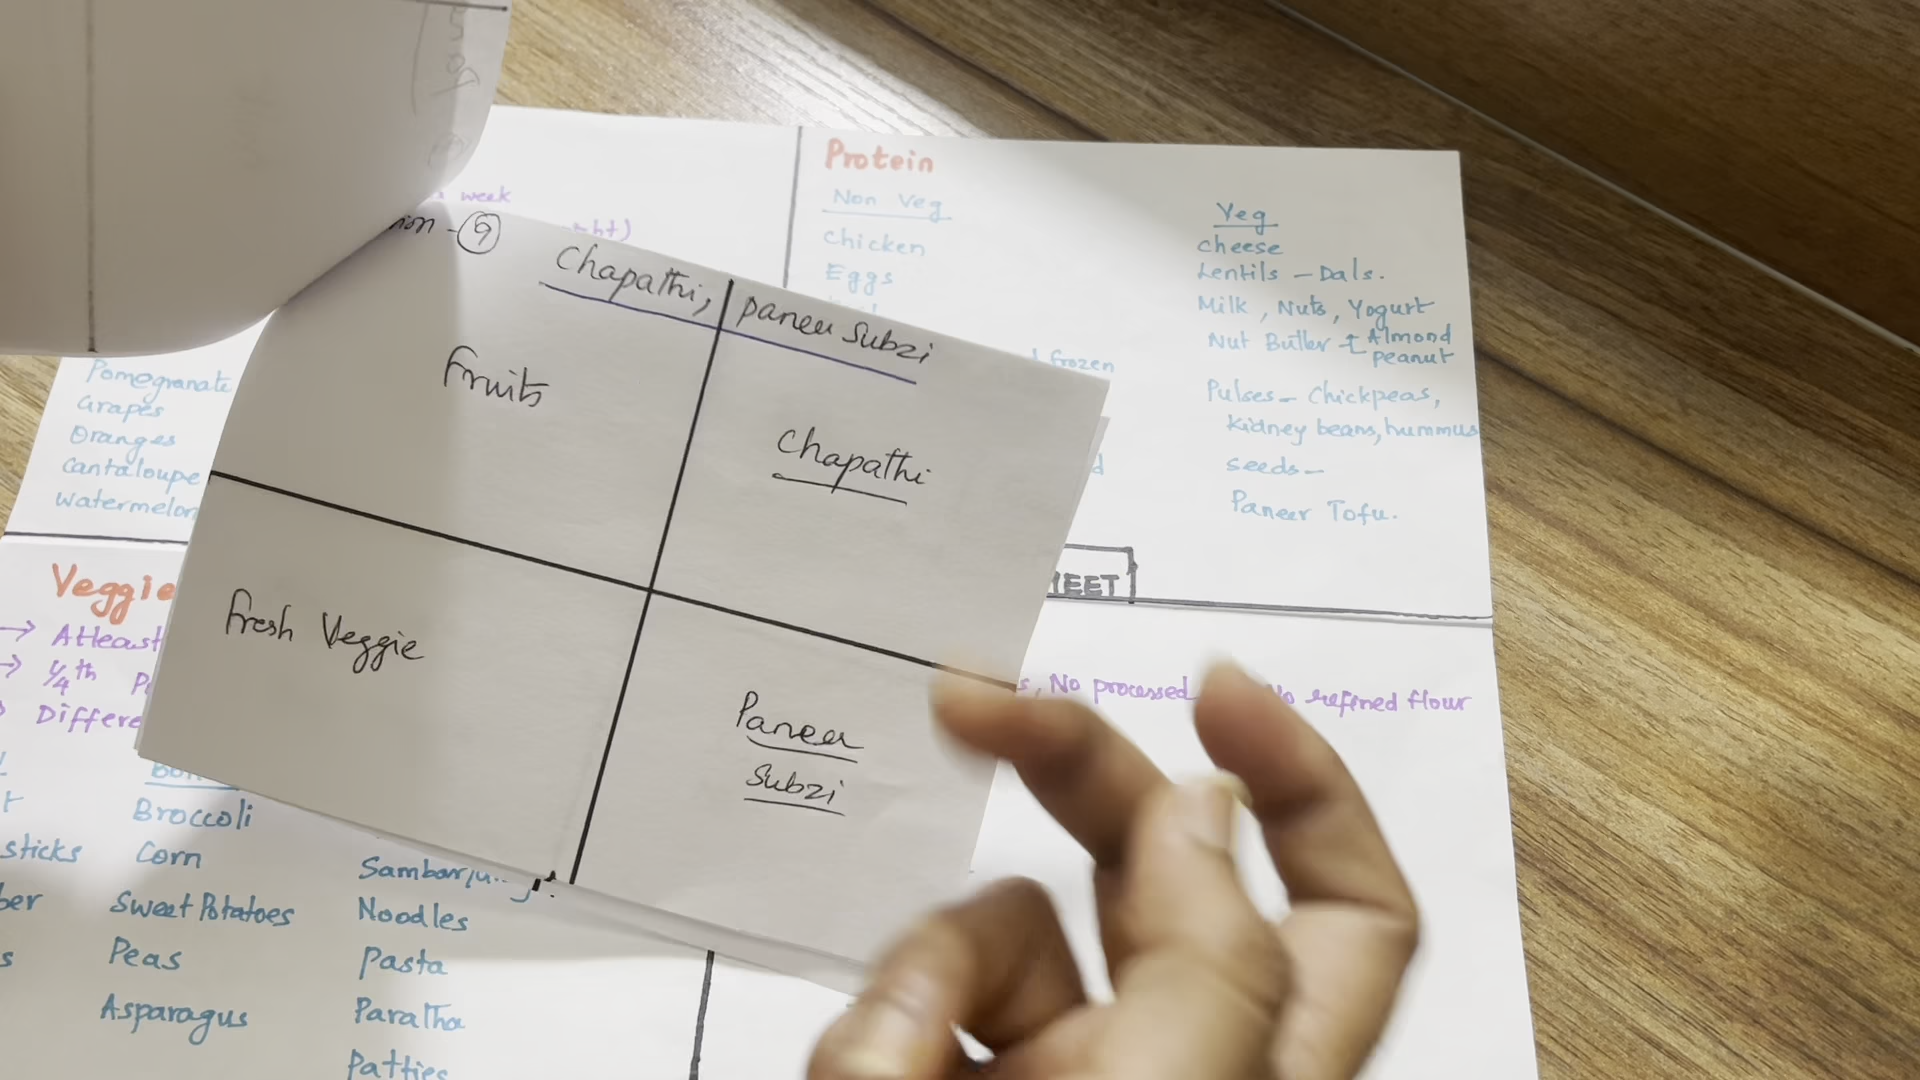 week
9
Chapathi, paneer Subzi
Fruits
Chapathi
Fresh Veggie
Paneer
Subzi
Protein
Non Veg
Chicken
Eggs
frozen
Veg
Cheese
Lentils - Dals.
Milk, Nuts, Yogurt
Nut Butter - Almond
peanut
Pulses - Chickpeas,
kidney beans, hummus
seeds -
Paneer Tofu.
Pomegranate
Grapes
Oranges
Cantaloupe
Watermelon
Veggie
→ Atleast
→ 1/4th
Differe
, No processed
No refined flour
sticks
Broccoli
Corn
Sweet Potatoes
Peas
Asparagus
Noodles
Pasta
Paratha
Patties